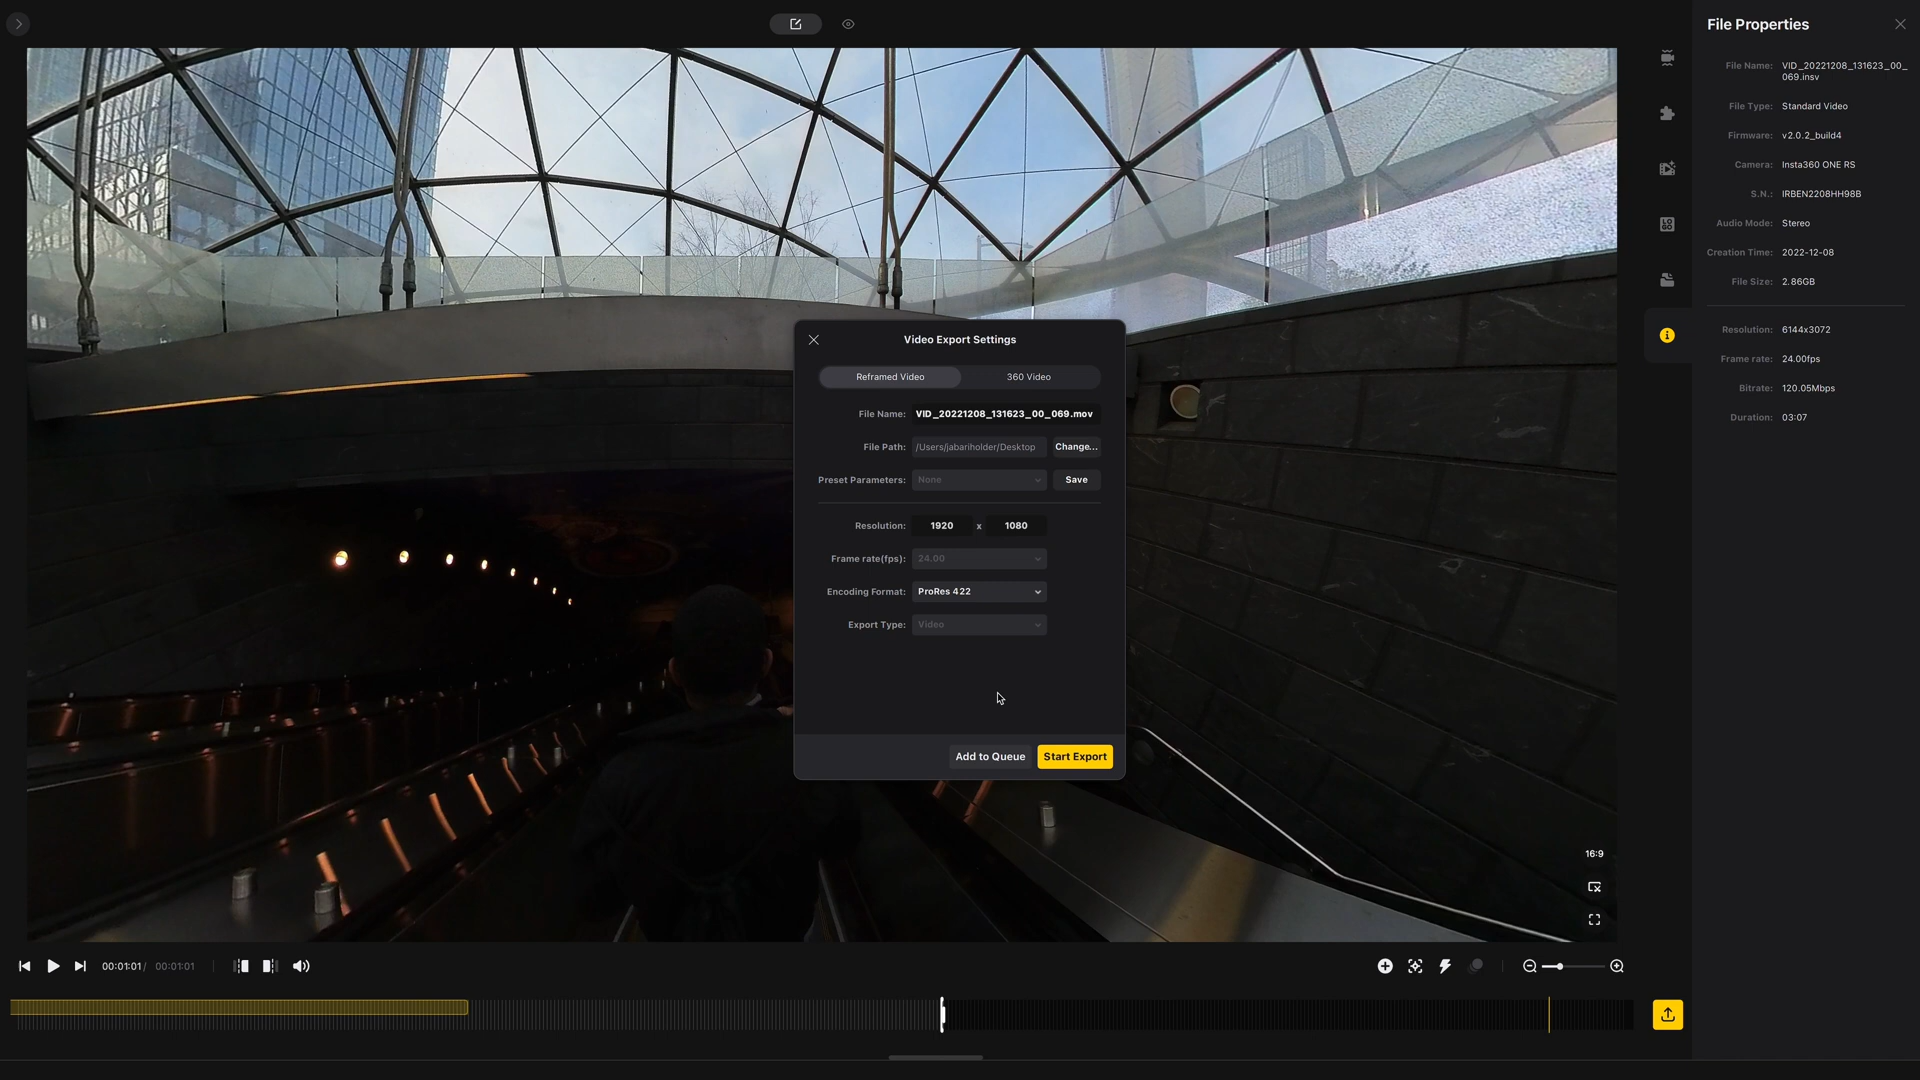 File Properties
File Name: VID_20221208_131623_00_
069.insv
File Type: Standard Video
Firmware: v2.0.2_build4
Camera: Insta360 ONE RS
S.N.: IRBEN2208HH98B
Audio Mode: Stereo
Creation Time: 2022-12-08
File Size: 2.86GB
Resolution: 6144x3072
Frame rate: 24.00fps
Bitrate: 120.05Mbps
Duration: 03:07
Video Export Settings
Reframed Video 360 Video
File Name: VID_20221208_131623_00_069.mov
File Path: /Users/jabariholder/Desktop Change...
Preset Parameters: None Save
Resolution: 1920 x 1080
Frame rate(fps): 24.00
Encoding Format: ProRes 422
Export Type: Video
Add to Queue Start Export
16:9
00:01:01/ 00:01:01